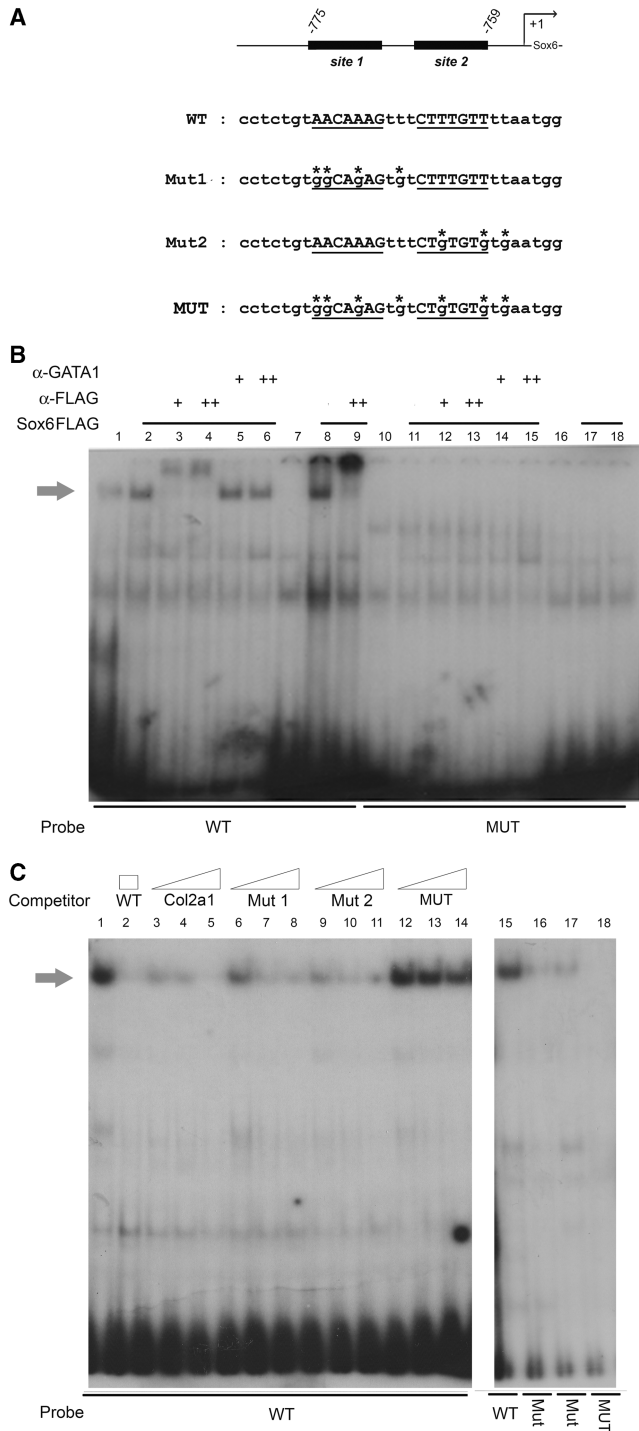 A
-775
-759
+1
Sox6
site 1
site 2
WT : cctctgtAACAAAGtttCTTTGTTttaatgg
** * *
Mut1 : cctctgtggCAgAGtgtCTTTGTTttaatgg
* * *
Mut2 : cctctgtAACAAAGtttCTgTGTgtgaatgg
** * * * * *
MUT : cctctgtggCAgAGtgtCTgTGTgtgaatgg
B
α-GATA1 + ++ + ++
α-FLAG + ++ ++ + ++
Sox6FLAG
1 2 3 4 5 6 7 8 9 10 11 12 13 14 15 16 17 18
Probe WT MUT
C
Competitor WT Col2a1 Mut 1 Mut 2 MUT
1 2 3 4 5 6 7 8 9 10 11 12 13 14 15 16 17 18
Probe WT WT Mut Mut MUT